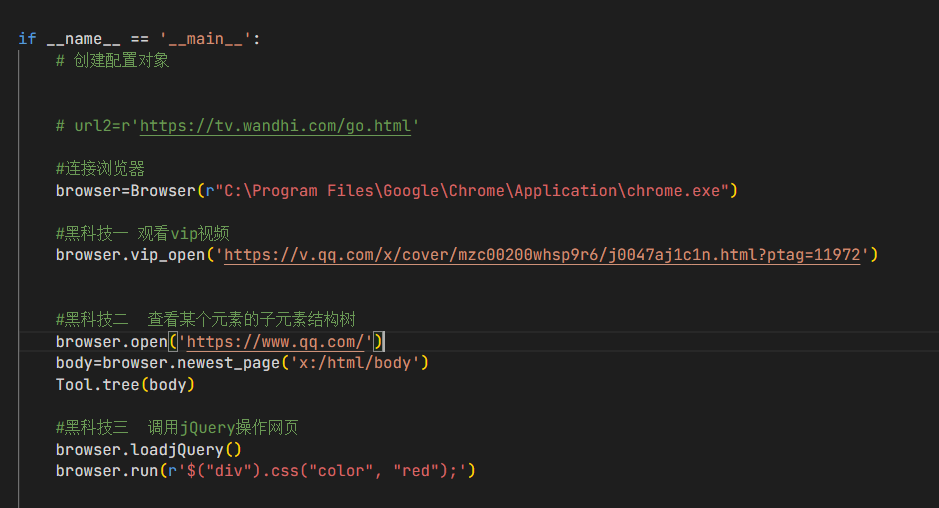 if __name__ == '__main__':
# 创建配置对象
# url2=r'https://tv.wandhi.com/go.html'
#连接浏览器
browser=Browser(r"C:\Program Files\Google\Chrome\Application\chrome.exe")
#黑科技一 观看vip视频
browser.vip_open('https://v.qq.com/x/cover/mzc00200whsp9r6/j0047aj1c1n.html?ptag=11972')
#黑科技二  查看某个元素的子元素结构树
browser.open('https://www.qq.com/')
body=browser.newest_page('x:/html/body')
Tool.tree(body)
#黑科技三  调用jQuery操作网页
browser.loadjQuery()
browser.run(r'$("div").css("color", "red");')